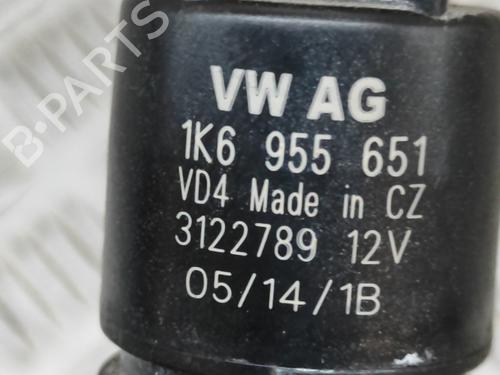 B-PARTS
VW AG
1K6 955 651
VD4 Made in CZ
3122789 12V
05/14/1B